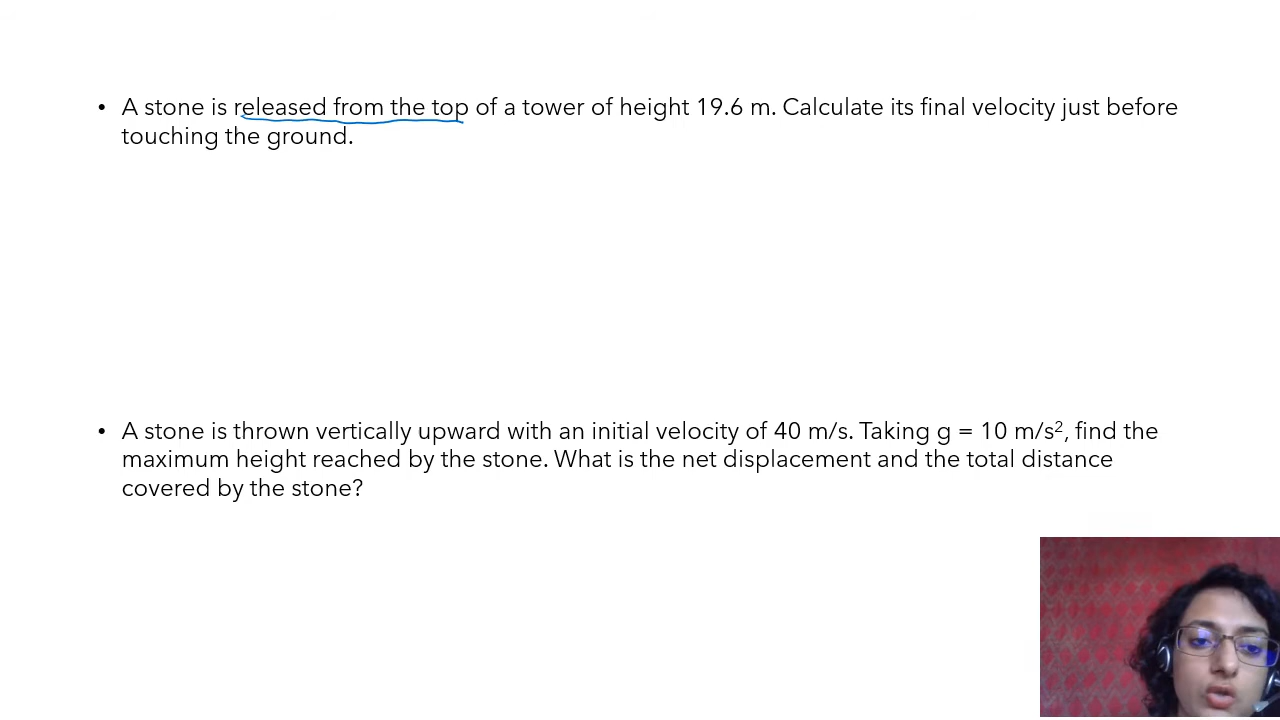 • A stone is released from the top of a tower of height 19.6 m. Calculate its final velocity just before
touching the ground.
• A stone is thrown vertically upward with an initial velocity of 40 m/s. Taking g = 10 m/s², find the
maximum height reached by the stone. What is the net displacement and the total distance
covered by the stone?